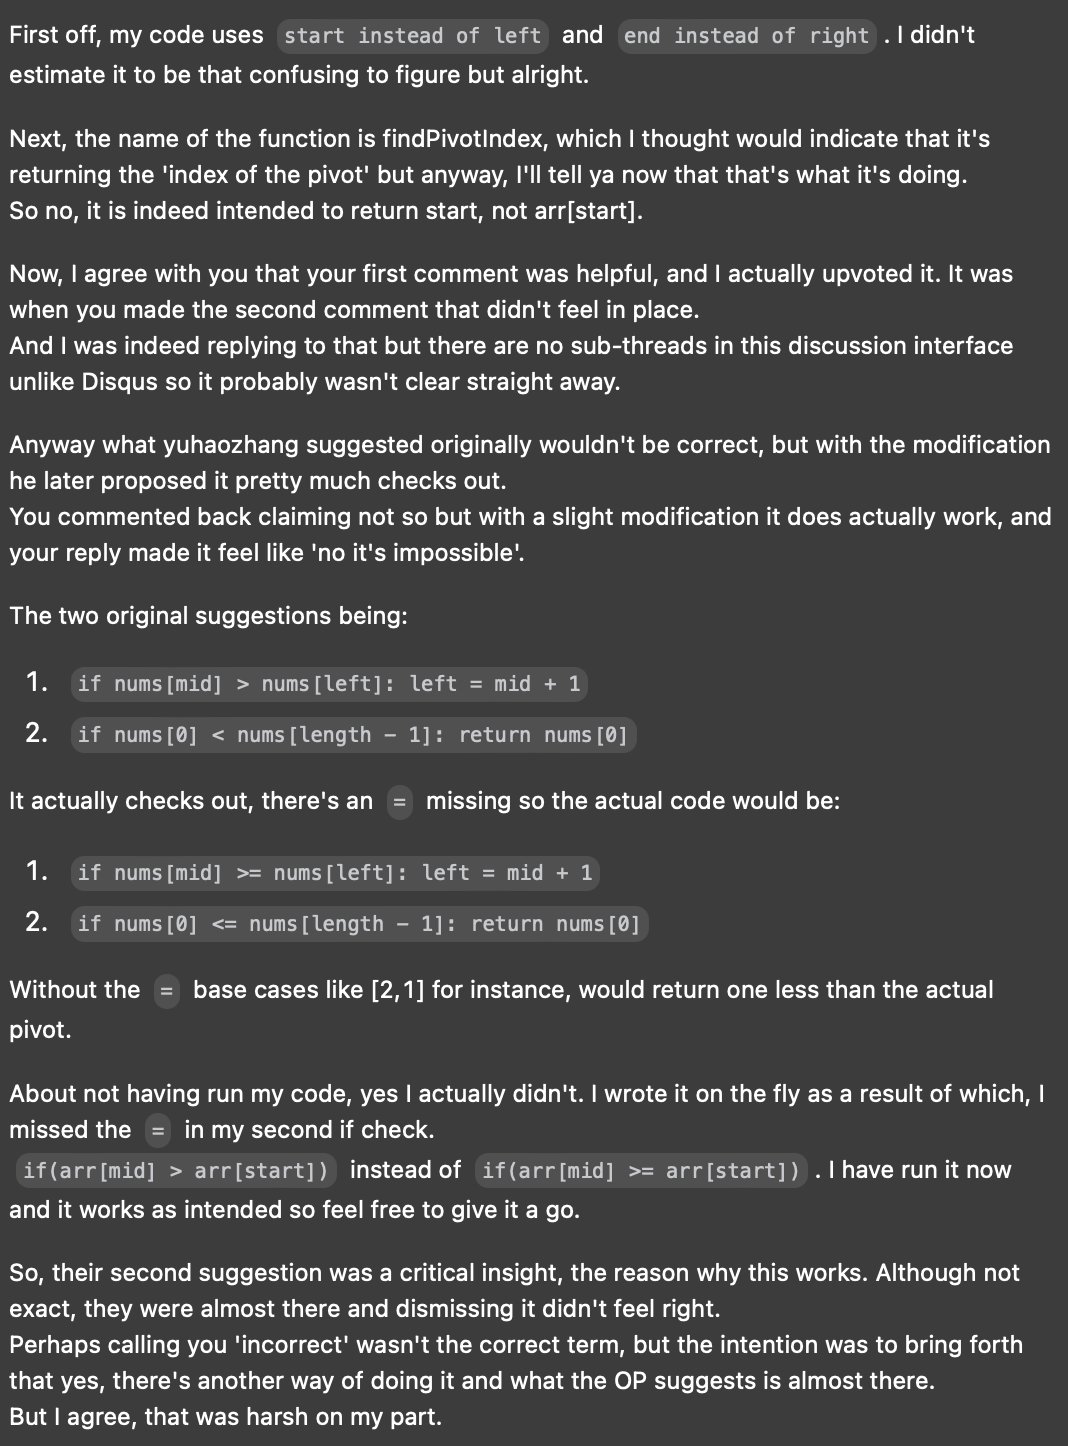 First off, my code uses start instead of left and end instead of right . I didn't
estimate it to be that confusing to figure but alright.
Next, the name of the function is findPivotIndex, which I thought would indicate that it's
returning the 'index of the pivot' but anyway, I'll tell ya now that that's what it's doing.
So no, it is indeed intended to return start, not arr[start].
Now, I agree with you that your first comment was helpful, and I actually upvoted it. It was
when you made the second comment that didn't feel in place.
And I was indeed replying to that but there are no sub-threads in this discussion interface
unlike Disqus so it probably wasn't clear straight away.
Anyway what yuhaozhang suggested originally wouldn't be correct, but with the modification
he later proposed it pretty much checks out.
You commented back claiming not so but with a slight modification it does actually work, and
your reply made it feel like 'no it's impossible'.
The two original suggestions being:
1. if nums[mid] > nums[left]: left = mid + 1
2. if nums[0] < nums[length - 1]: return nums[0]
It actually checks out, there's an = missing so the actual code would be:
1. if nums[mid] >= nums[left]: left = mid + 1
2. if nums[0] <= nums[length - 1]: return nums[0]
Without the = base cases like [2,1] for instance, would return one less than the actual
pivot.
About not having run my code, yes I actually didn't. I wrote it on the fly as a result of which, I
missed the = in my second if check.
if(arr[mid] > arr[start]) instead of if(arr[mid] >= arr[start]) . I have run it now
and it works as intended so feel free to give it a go.
So, their second suggestion was a critical insight, the reason why this works. Although not
exact, they were almost there and dismissing it didn't feel right.
Perhaps calling you 'incorrect' wasn't the correct term, but the intention was to bring forth
that yes, there's another way of doing it and what the OP suggests is almost there.
But I agree, that was harsh on my part.